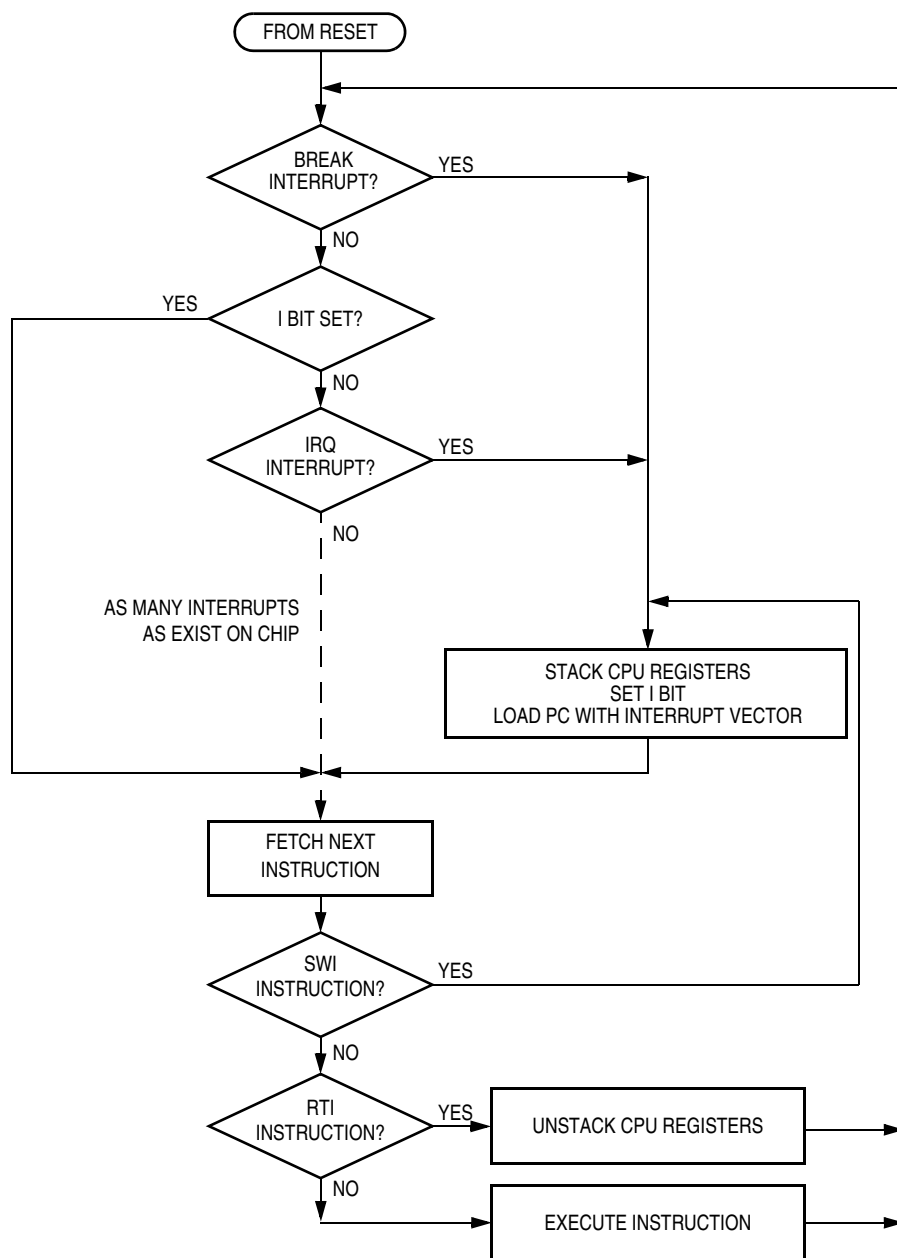 FROM RESET
BREAK
INTERRUPT?
YES
NO
I BIT SET?
YES
NO
IRQ
INTERRUPT?
YES
NO
AS MANY INTERRUPTS
AS EXIST ON CHIP
STACK CPU REGISTERS
SET I BIT
LOAD PC WITH INTERRUPT VECTOR
FETCH NEXT
INSTRUCTION
SWI
INSTRUCTION?
YES
NO
RTI
INSTRUCTION?
YES
UNSTACK CPU REGISTERS
NO
EXECUTE INSTRUCTION